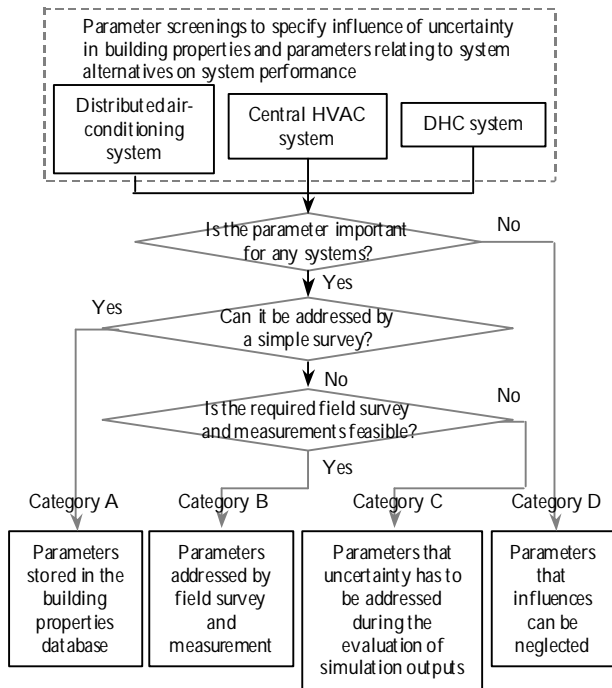 Parameter screenings to specify influence of uncertainty
in building properties and parameters relating to system
alternatives on system performance
Distributed air-
conditioning
system
Central HVAC
system
DHC system
Is the parameter important
for any systems?
No
Yes
Yes
Can it be addressed by
a simple survey?
No
No
Is the required field survey
and measurements feasible?
Yes
Category A
Category B
Category C
Category D
Parameters
stored in the
building
properties
database
Parameters
addressed by
field survey
and
measurement
Parameters that
uncertainty has to
be addressed
during the
evaluation of
simulation outputs
Parameters
that
influences
can be
neglected